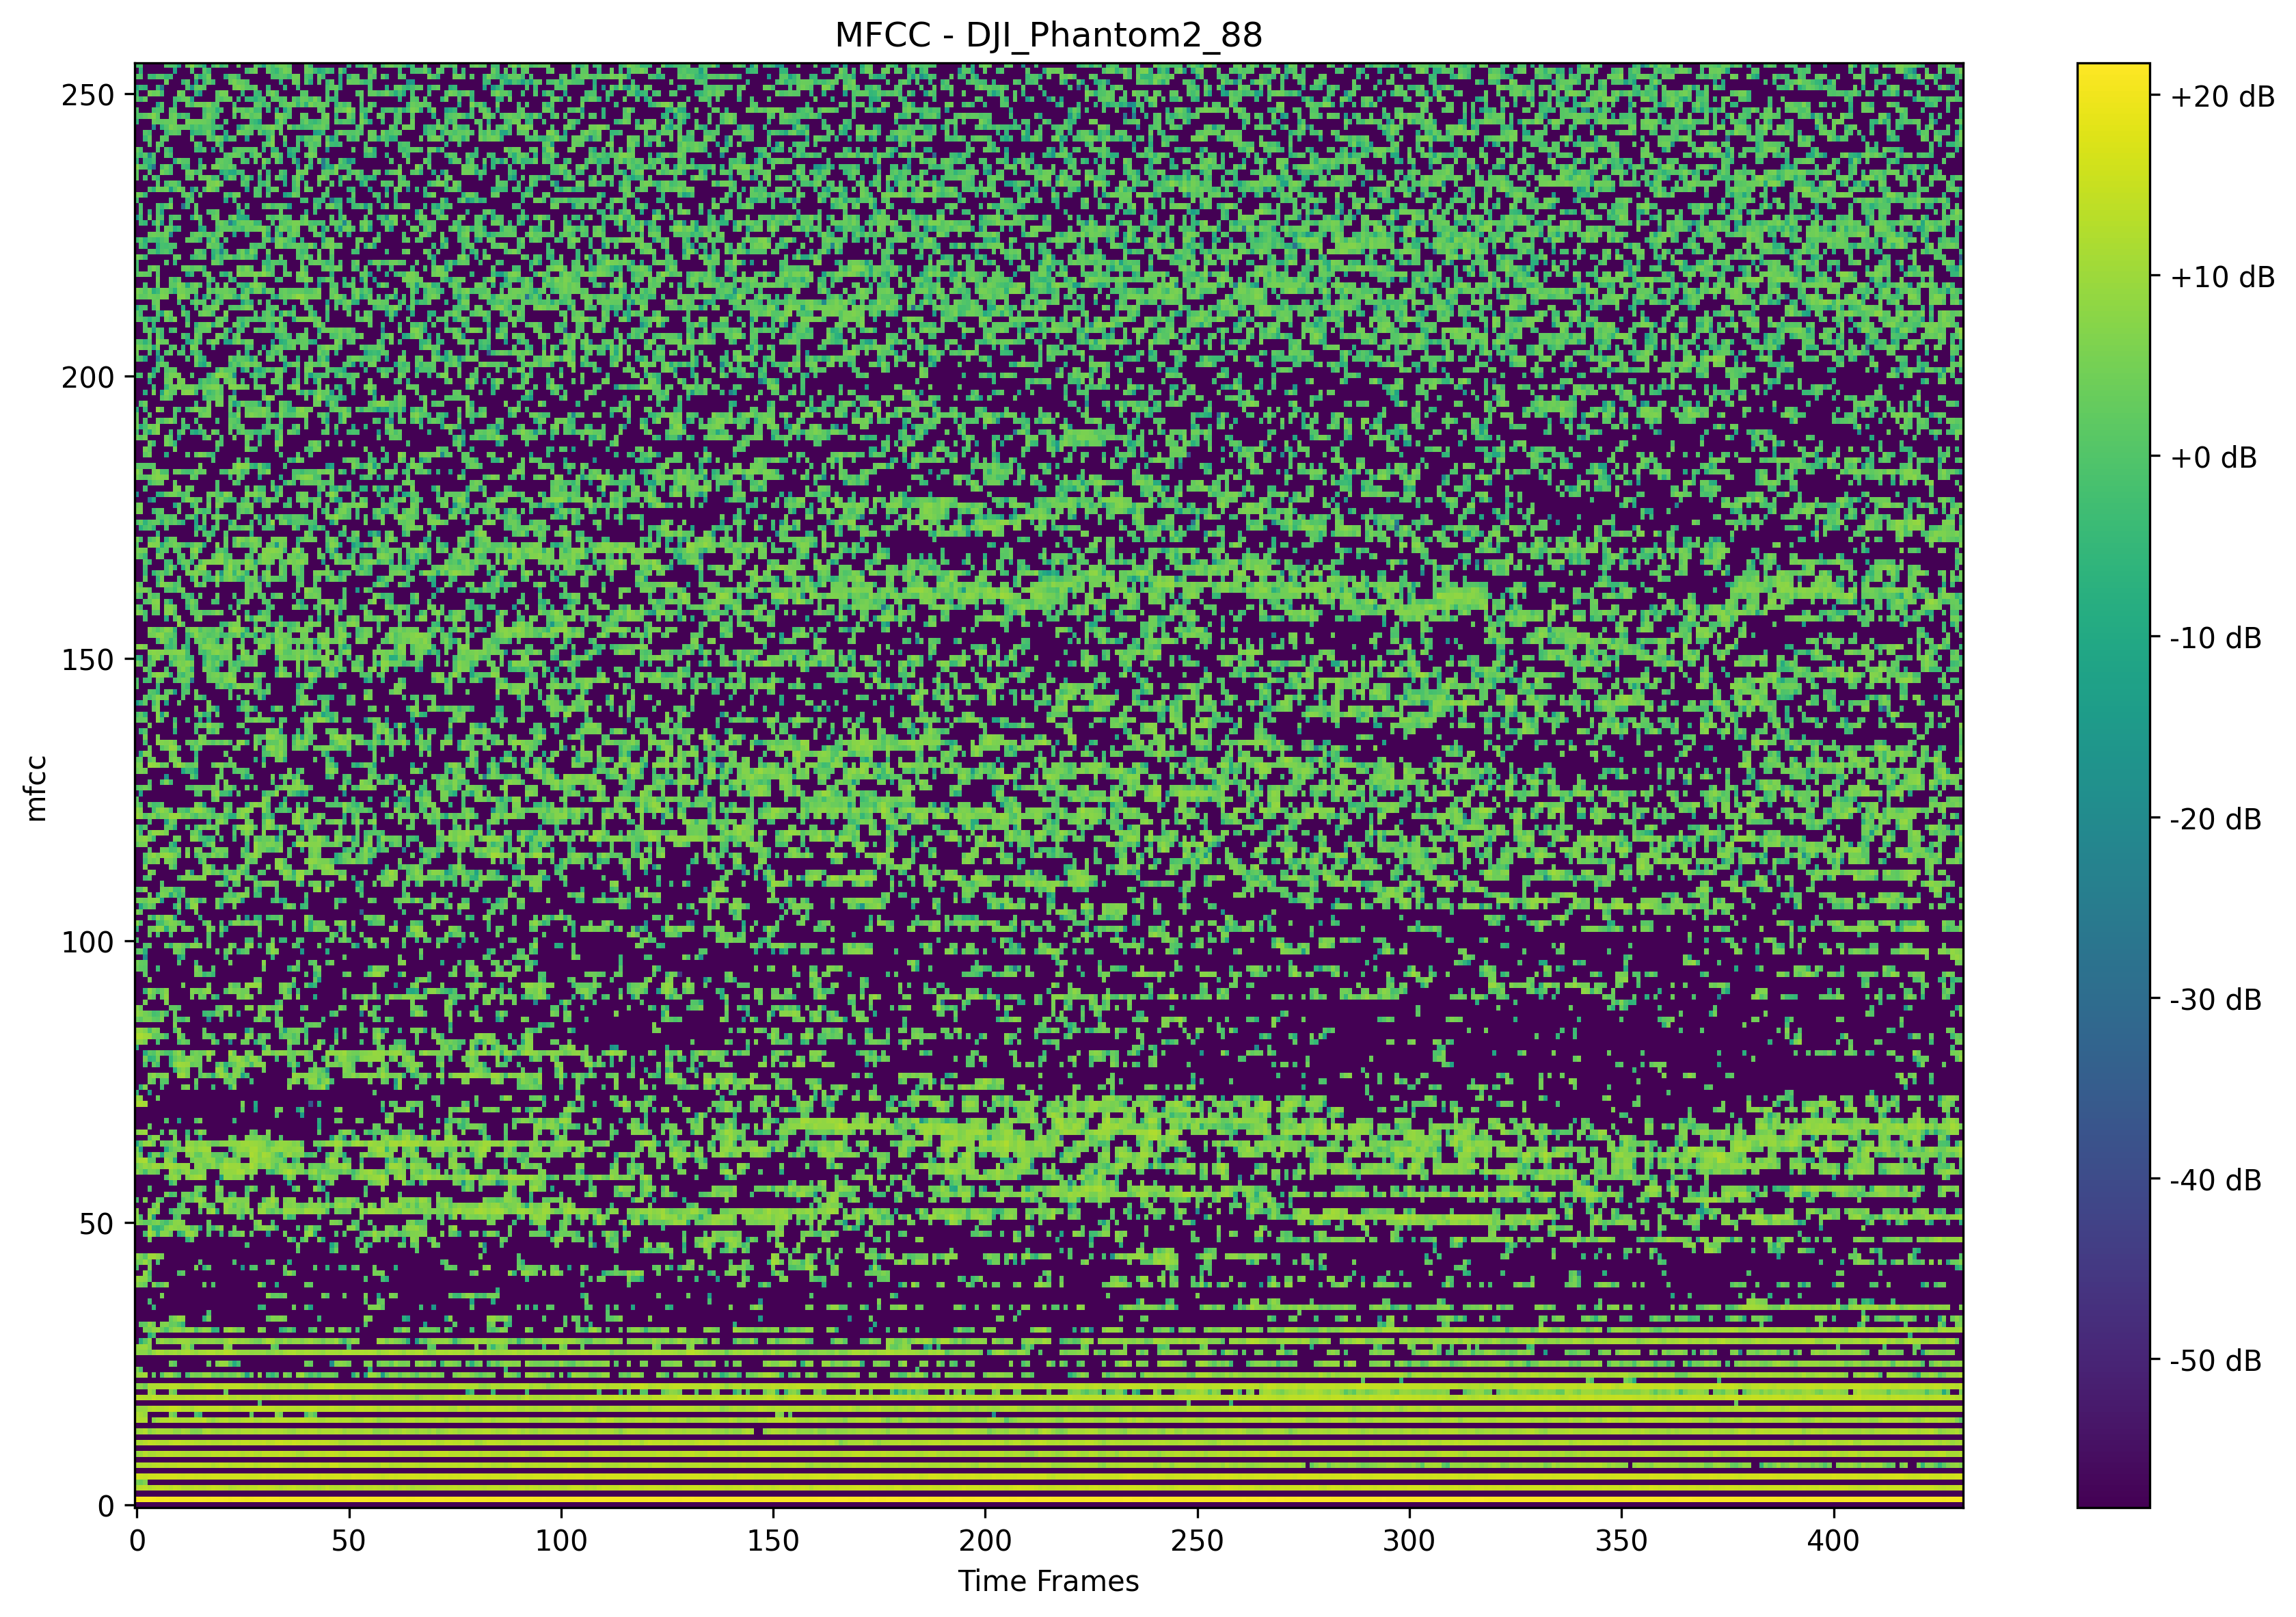 MFCC - DJI_Phantom2_88
250
200
150
100
50
0
mfcc
0 50 100 150 200 250 300 350 400
Time Frames
+20 dB
+10 dB
+0 dB
-10 dB
-20 dB
-30 dB
-40 dB
-50 dB